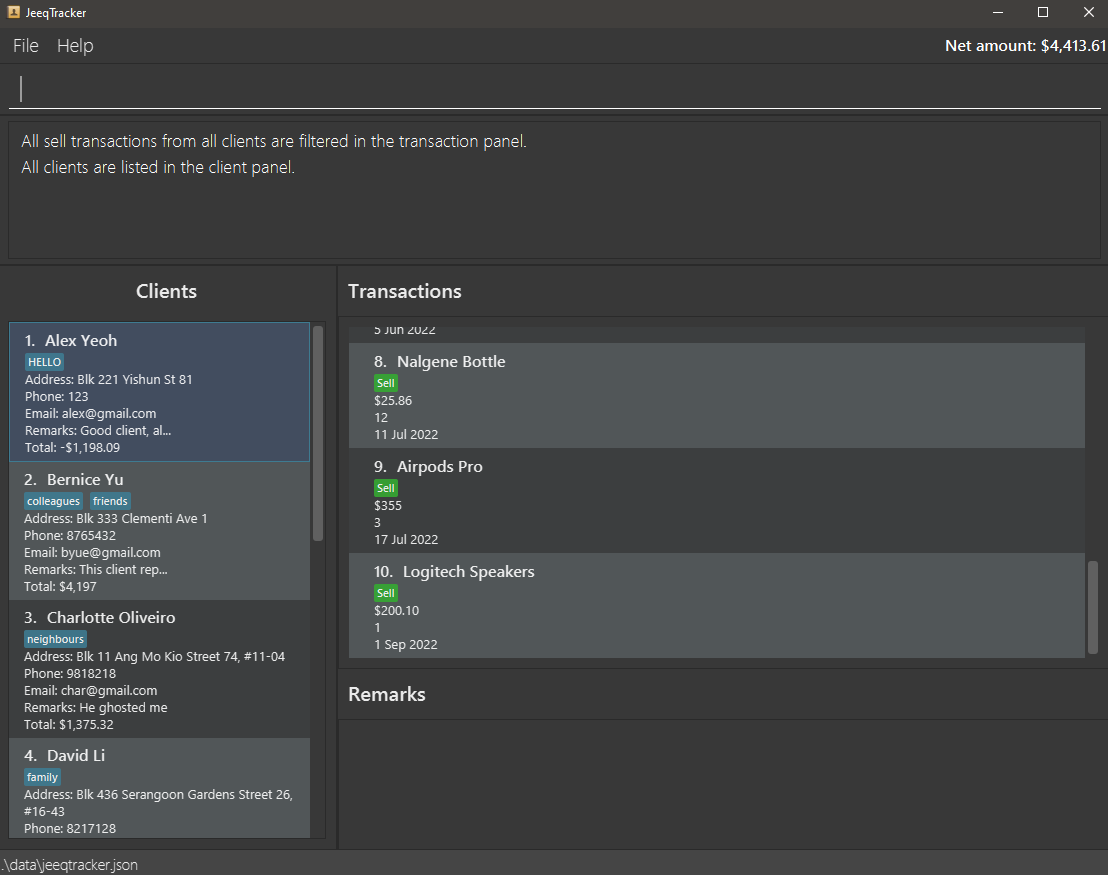 JeeqTracker
File Help
Net amount: $4,413.61
All sell transactions from all clients are filtered in the transaction panel.
All clients are listed in the client panel.
Clients
1. Alex Yeoh
HELLO
Address: Blk 221 Yishun St 81
Phone: 123
Email: alex@gmail.com
Remarks: Good client, al...
Total: -$1,198.09
2. Bernice Yu
colleagues friends
Address: Blk 333 Clementi Ave 1
Phone: 8765432
Email: byue@gmail.com
Remarks: This client rep...
Total: $4,197
3. Charlotte Oliveiro
neighbours
Address: Blk 11 Ang Mo Kio Street 74, #11-04
Phone: 9818218
Email: char@gmail.com
Remarks: He ghosted me
Total: $1,375.32
4. David Li
family
Address: Blk 436 Serangoon Gardens Street 26,
#16-43
Phone: 8217128
Transactions
5 Jun 2022
8. Nalgene Bottle
Sell
$25.86
12
11 Jul 2022
9. Airpods Pro
Sell
$355
3
17 Jul 2022
10. Logitech Speakers
Sell
$200.10
1
1 Sep 2022
Remarks
.\data\jeeqtracker.json